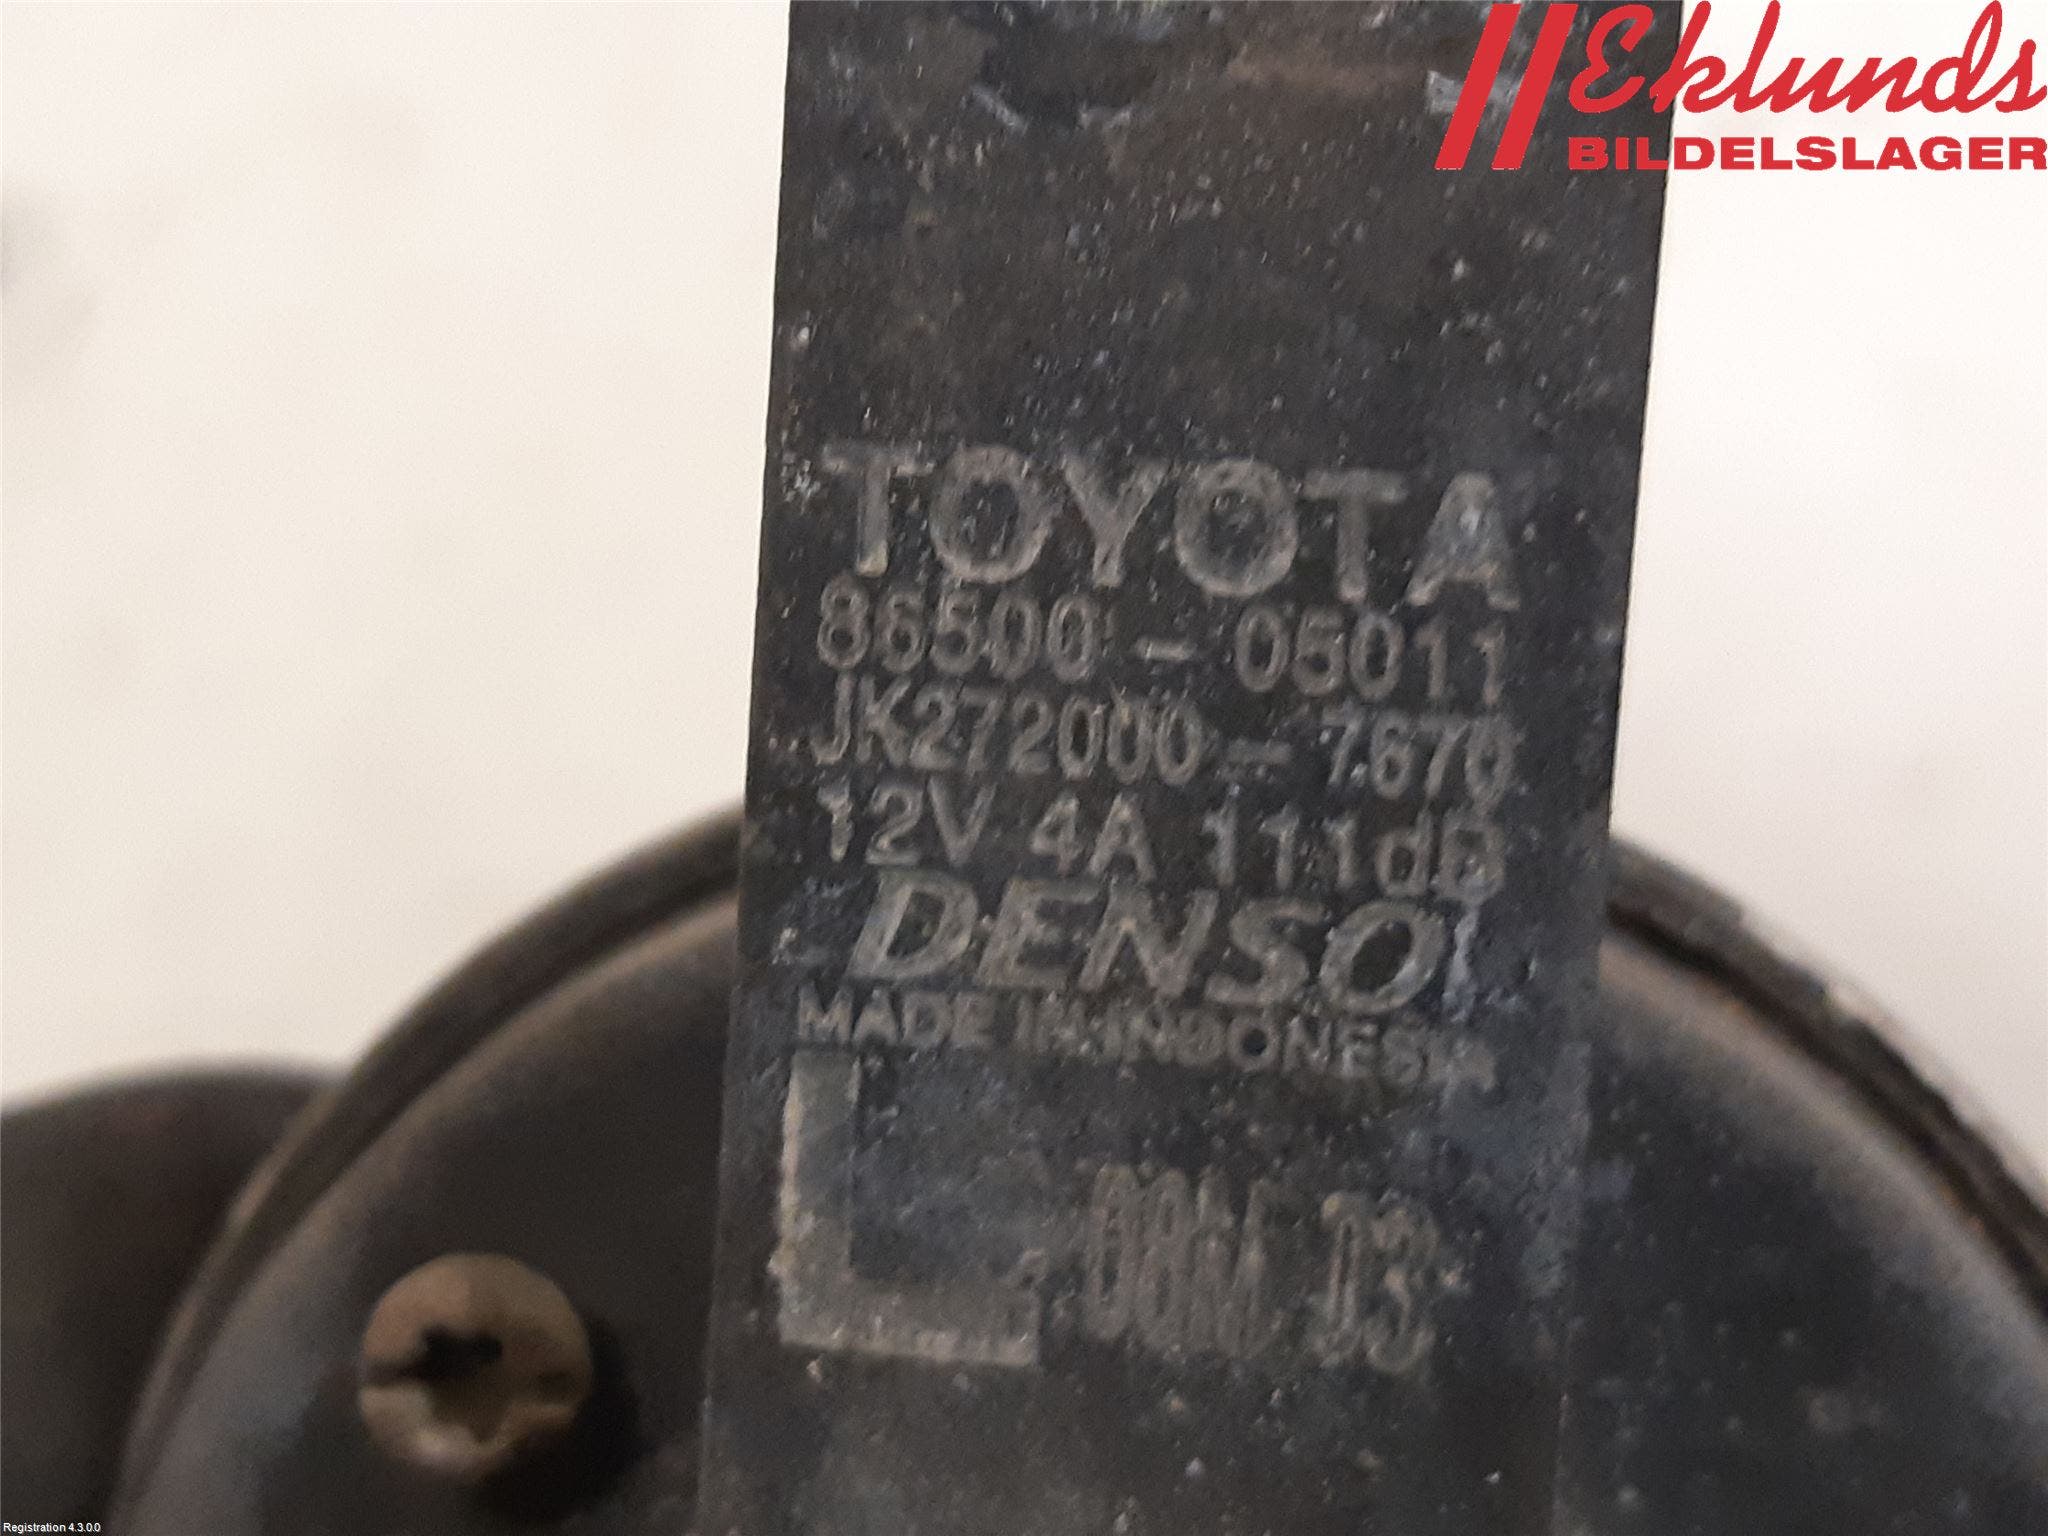 Eklunds
BILDELSLAGER
TOYOTA
86500-05011
JK272000-7670
12V 4A 111dB
DENSO
MADE IN INDONESIA
L 03
Registration 4.3.0.0